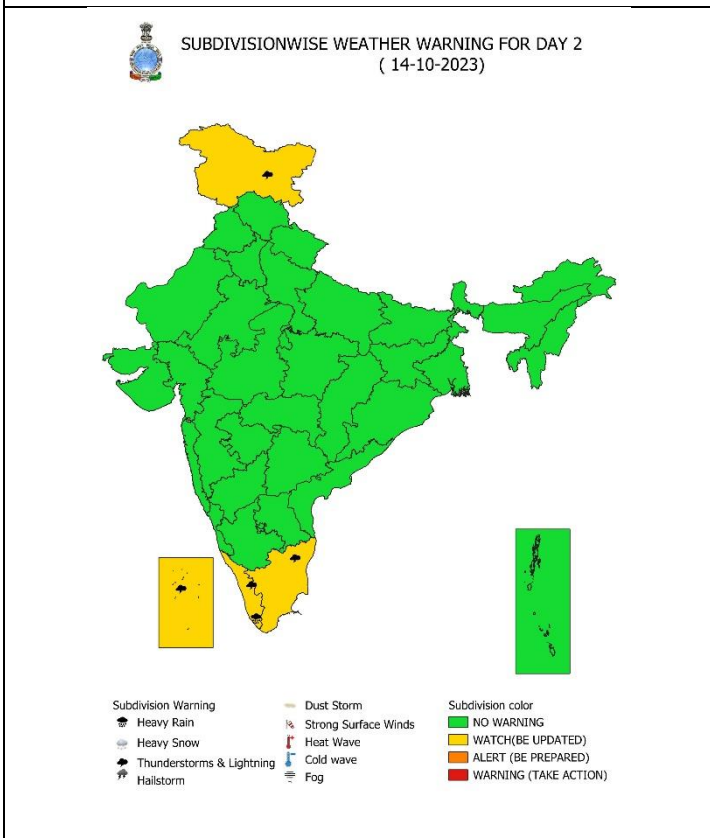 SUBDIVISIONWISE WEATHER WARNING FOR DAY 2
( 14-10-2023)
Subdivision Warning
Heavy Rain
Heavy Snow
Thunderstorms & Lightning
Hailstorm
Dust Storm
Strong Surface Winds
Heat Wave
Cold wave
Fog
Subdivision color
NO WARNING
WATCH(BE UPDATED)
ALERT (BE PREPARED)
WARNING (TAKE ACTION)